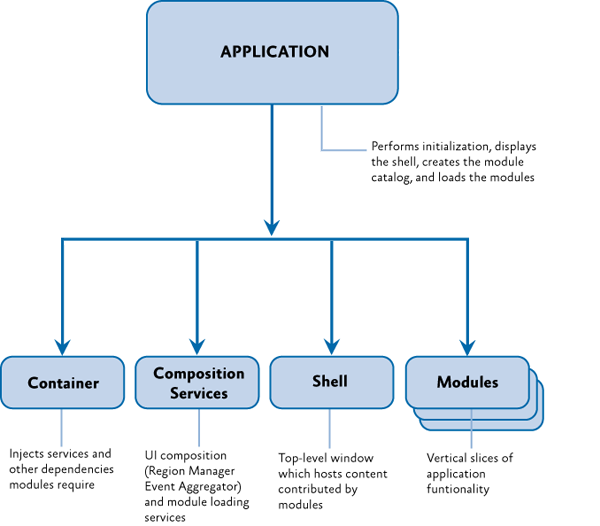 APPLICATION
Performs initialization, displays
the shell, creates the module
catalog, and loads the modules
Container
Composition
Services
Shell
Modules
Injects services and
other dependencies
modules require
UI composition
(Region Manager
Event Aggregator)
and module loading
services
Top-level window
which hosts content
contributed by
modules
Vertical slices of
application
funtionality